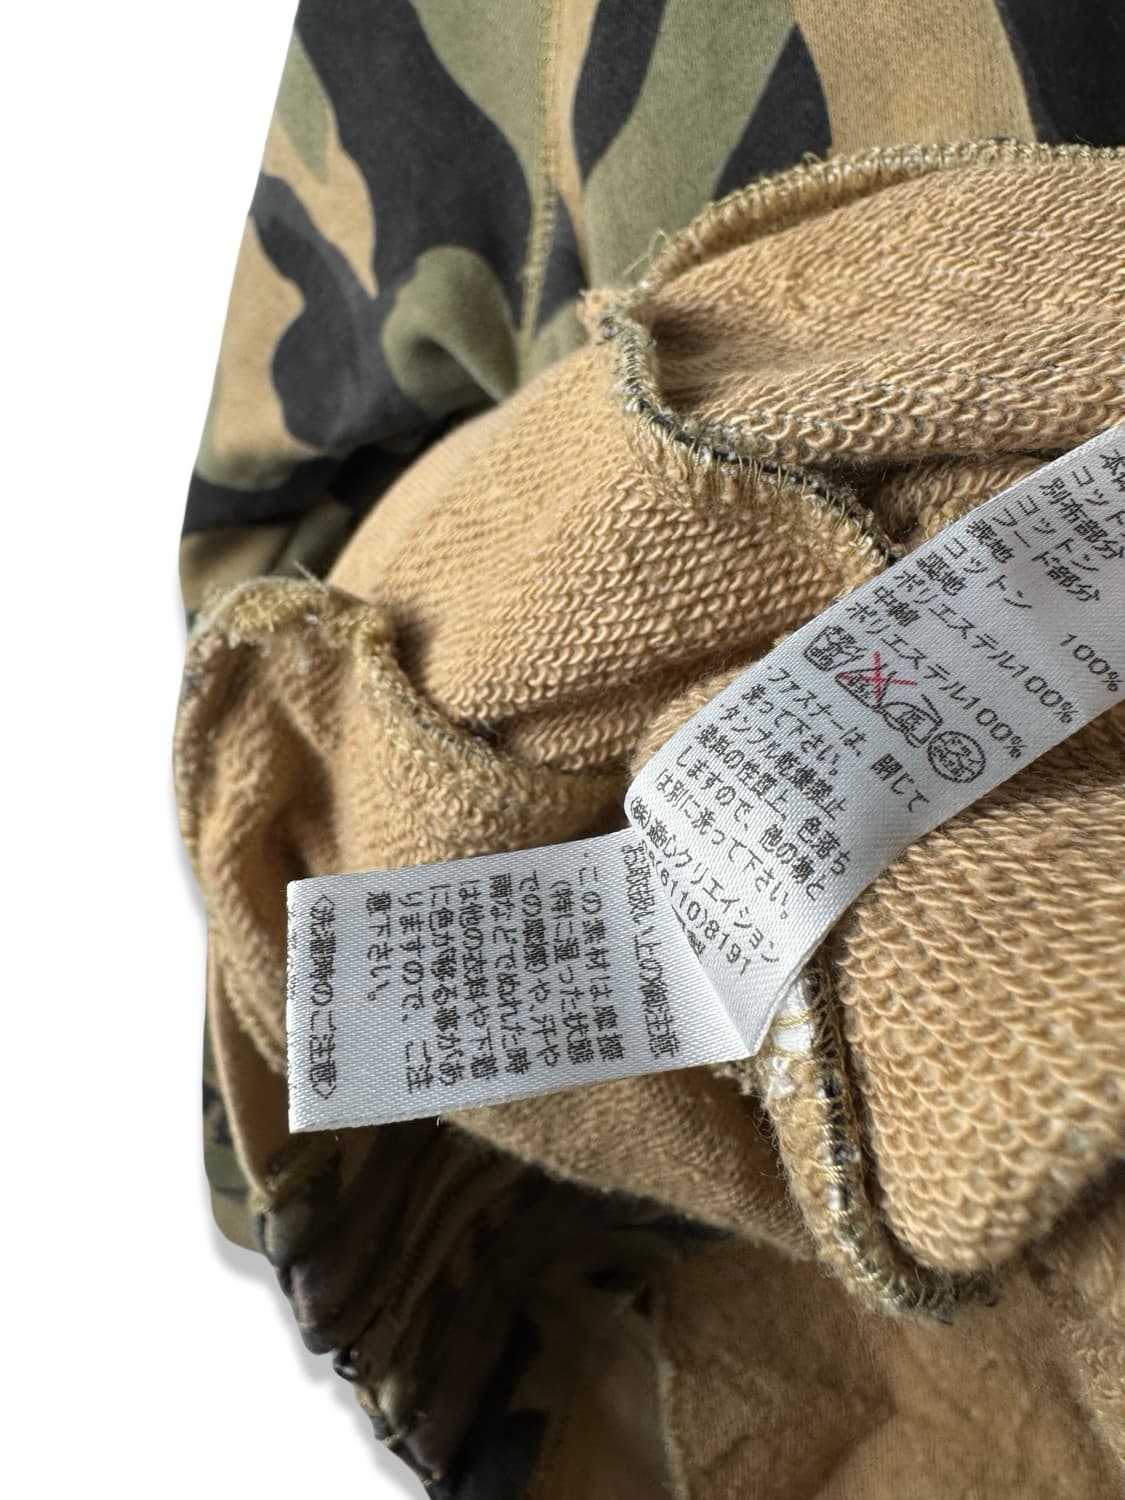 コット
別布部分
コットン
フード部分
表地
コットン 100%
裏地
ポリエステル100%
中綿
ポリエステル100%
・ファスナーは、閉じて
洗って下さい。
タンブル乾燥禁止
染料の性質上、色落ち
しますので、他の物と
は別に洗って下さい。
クリエイション
(6110)8191
・この素材は摩擦
(特に湿った状態
での摩擦)や、汗や
雨などでぬれた時
は他の衣料や下着
に色が移る事があ
りますので、ご注
意下さい。